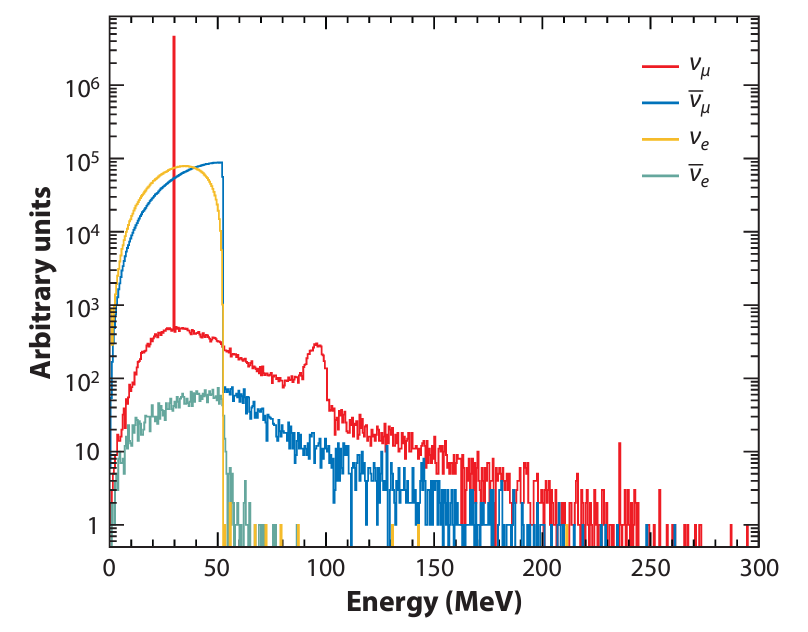 Arbitrary units
10⁶
10⁵
10⁴
10³
10²
10
1
ν_μ
ν̅_μ
ν_e
ν̅_e
0 50 100 150 200 250 300
Energy (MeV)